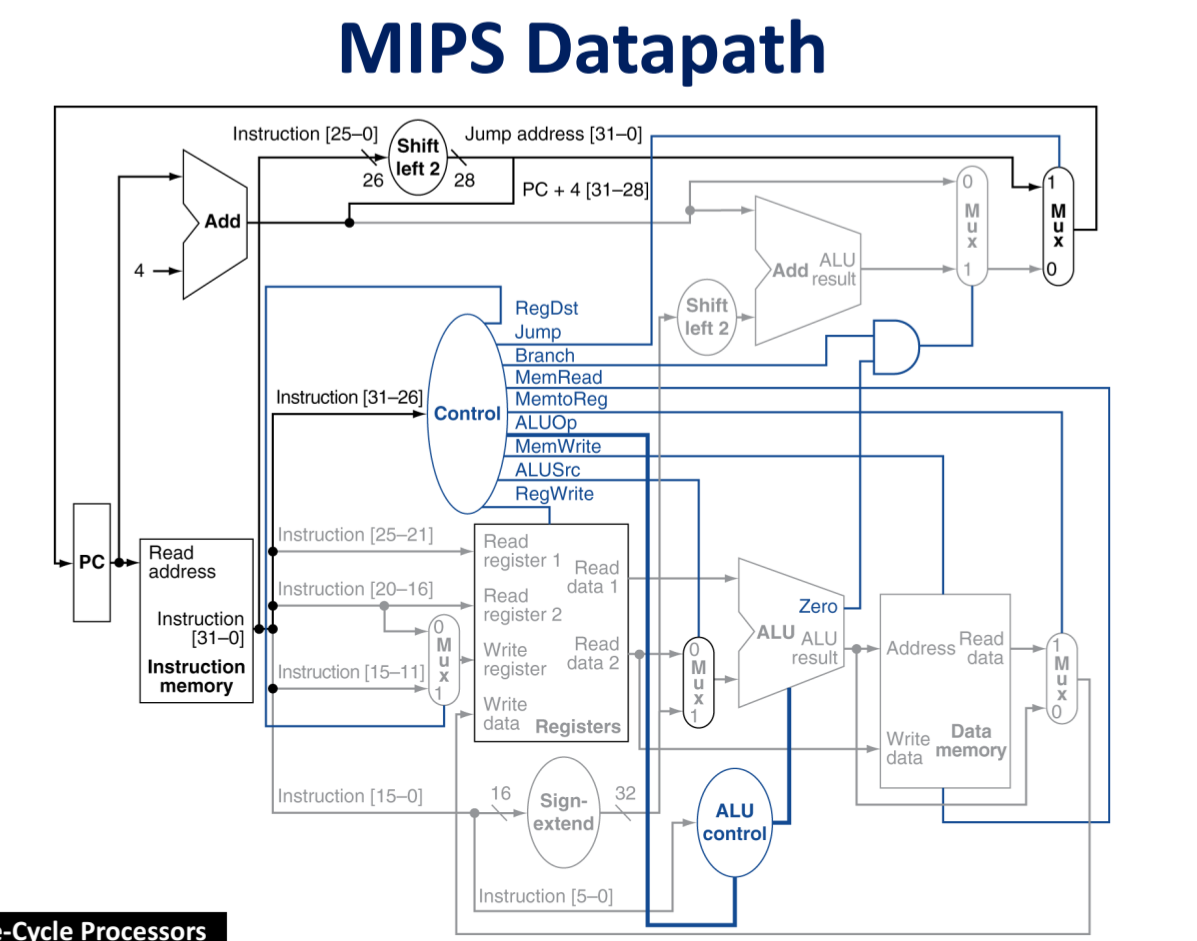 MIPS Datapath
Instruction [25–0]
Shift
left 2
Jump address [31–0]
26
28
PC + 4 [31–28]
Add
4
0
M
u
x
1
1
M
u
x
0
Add
ALU
result
Shift
left 2
RegDst
Jump
Branch
MemRead
MemtoReg
ALUOp
MemWrite
ALUSrc
RegWrite
Instruction [31–26]
Control
PC
Read
address
Instruction
[31–0]
Instruction
memory
Instruction [25–21]
Instruction [20–16]
Instruction [15–11]
0
M
u
x
1
Read
register 1
Read
register 2
Write
register
Write
data
Read
data 1
Read
data 2
Registers
0
M
u
x
1
Zero
ALU
ALU
result
Address
Read
data
Write
data
Data
memory
1
M
u
x
0
Instruction [15–0]
16
Sign-
extend
32
ALU
control
Instruction [5–0]
e-Cycle Processors